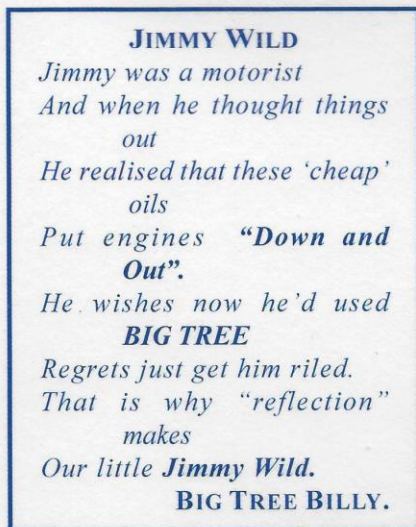 JIMMY WILD
Jimmy was a motorist
And when he thought things
out
He realised that these ‘cheap’
oils
Put engines “Down and
Out”.
He wishes now he’d used
BIG TREE
Regrets just get him riled.
That is why “reflection”
makes
Our little Jimmy Wild.
BIG TREE BILLY.